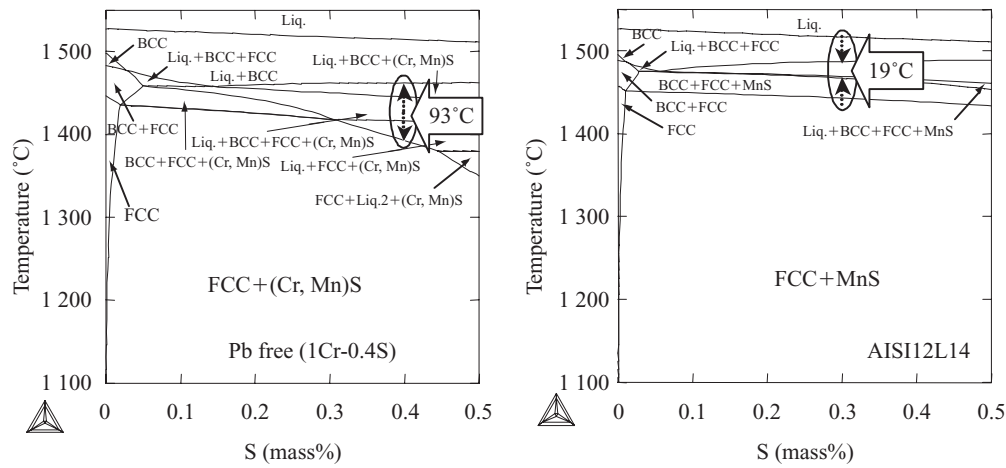 Liq.
BCC
Liq.+BCC+FCC
Liq.+BCC+(Cr, Mn)S
Liq.+BCC
93°C
BCC+FCC
Liq.+BCC+FCC+(Cr, Mn)S
BCC+FCC+(Cr, Mn)S
Liq.+FCC+(Cr, Mn)S
FCC+Liq.2+(Cr, Mn)S
FCC
FCC+(Cr, Mn)S
Pb free (1Cr-0.4S)
1 500
1 400
1 300
1 200
1 100
Temperature (°C)
0 0.1 0.2 0.3 0.4 0.5
S (mass%)
Liq.
BCC
Liq.+BCC+FCC
19°C
BCC+FCC+MnS
BCC+FCC
FCC
Liq.+BCC+FCC+MnS
FCC+MnS
AISI12L14
1 500
1 400
1 300
1 200
1 100
Temperature (°C)
0 0.1 0.2 0.3 0.4 0.5
S (mass%)